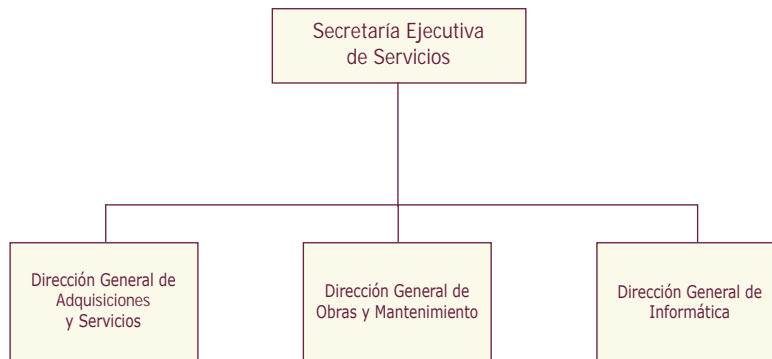 Secretaría Ejecutiva
de Servicios
Dirección General de
Adquisiciones
y Servicios
Dirección General de
Obras y Mantenimiento
Dirección General de
Informática